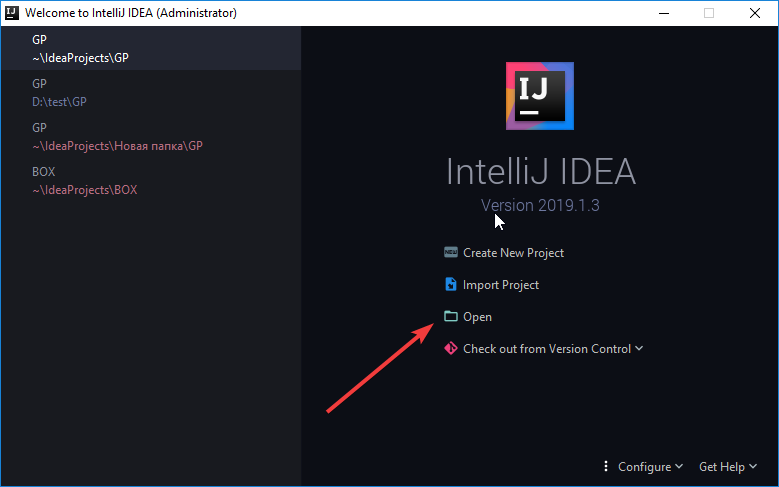 Welcome to IntelliJ IDEA (Administrator)
GP
~\IdeaProjects\GP
GP
D:\test\GP
GP
~\IdeaProjects\Новая папка\GP
BOX
~\IdeaProjects\BOX
IJ
IntelliJ IDEA
Version 2019.1.3
NEW Create New Project
Import Project
Open
Check out from Version Control
Configure Get Help